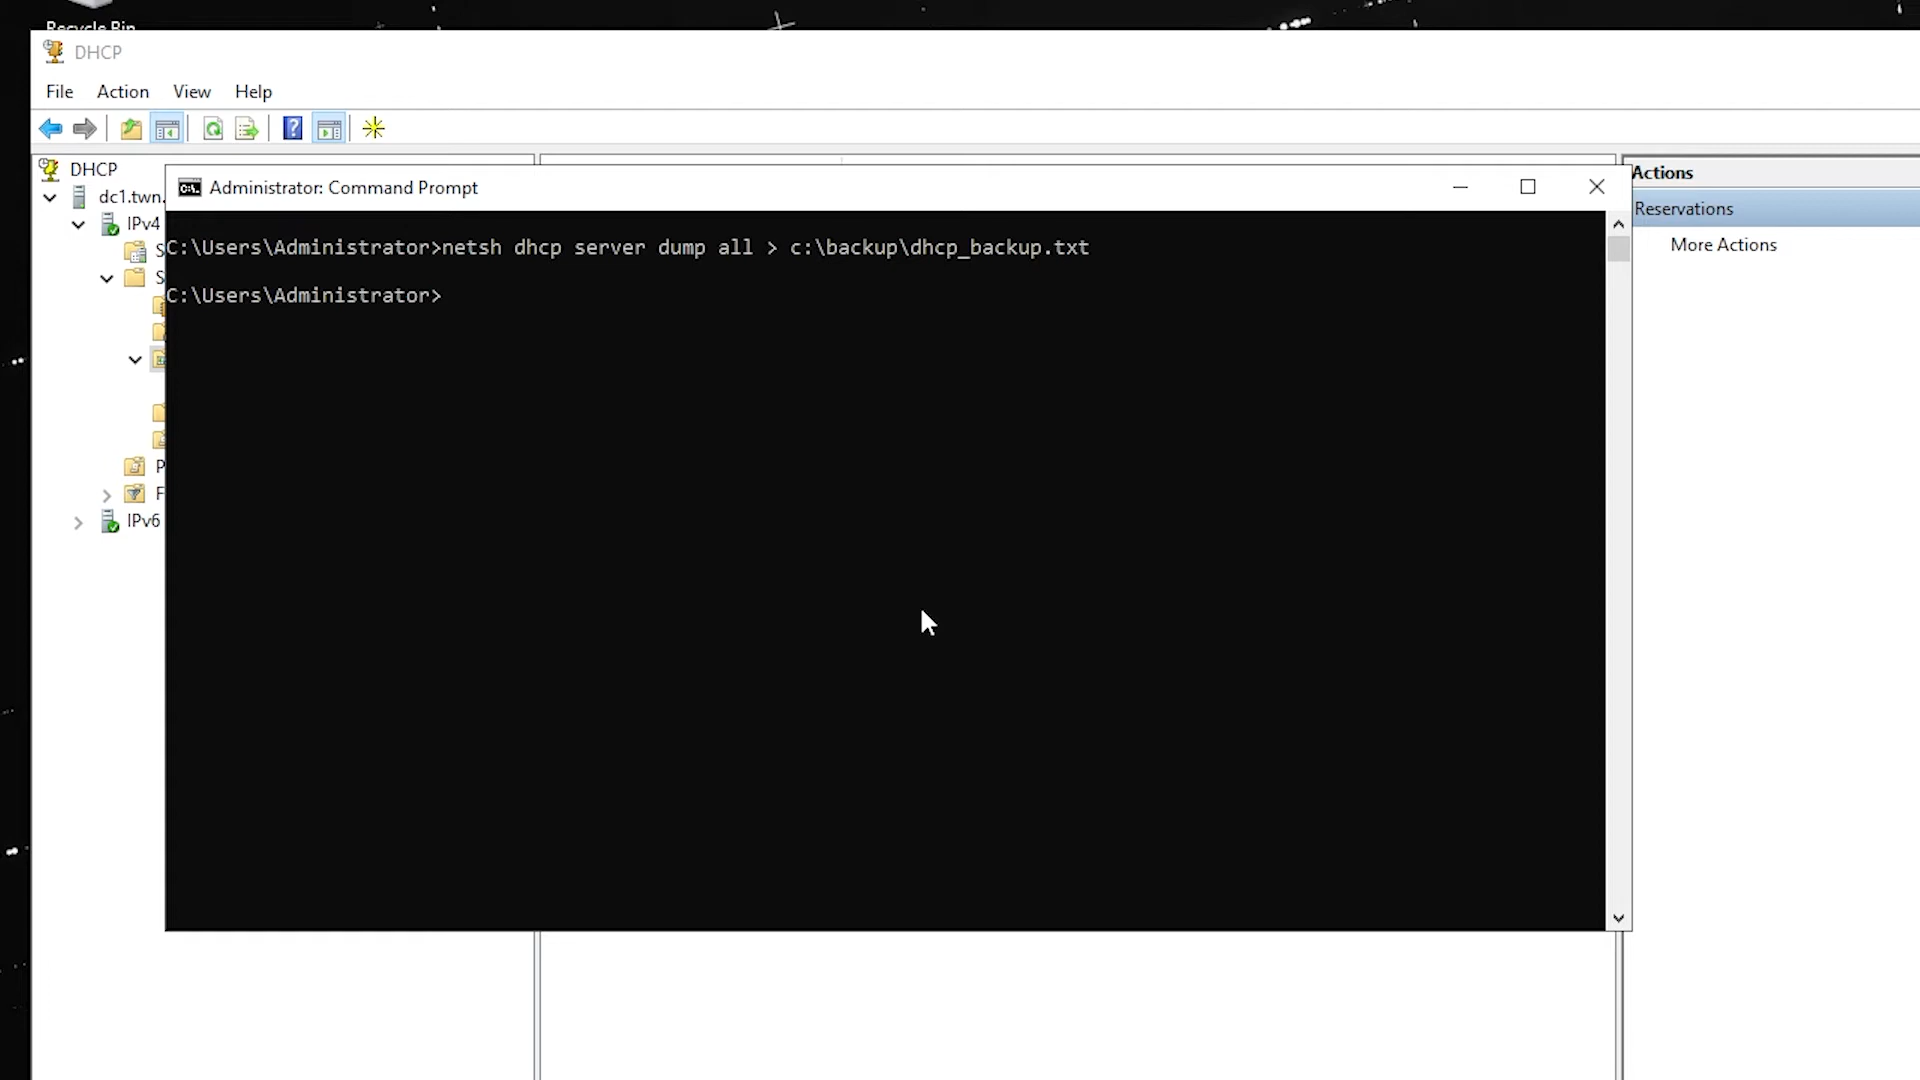 Recycle Bin
DHCP
File Action View Help
DHCP
Actions
Administrator: Command Prompt
dc1.twn.
Reservations
IPv4
C:\Users\Administrator>netsh dhcp server dump all > c:\backup\dhcp_backup.txt
More Actions
S
C:\Users\Administrator>
P
F
IPv6